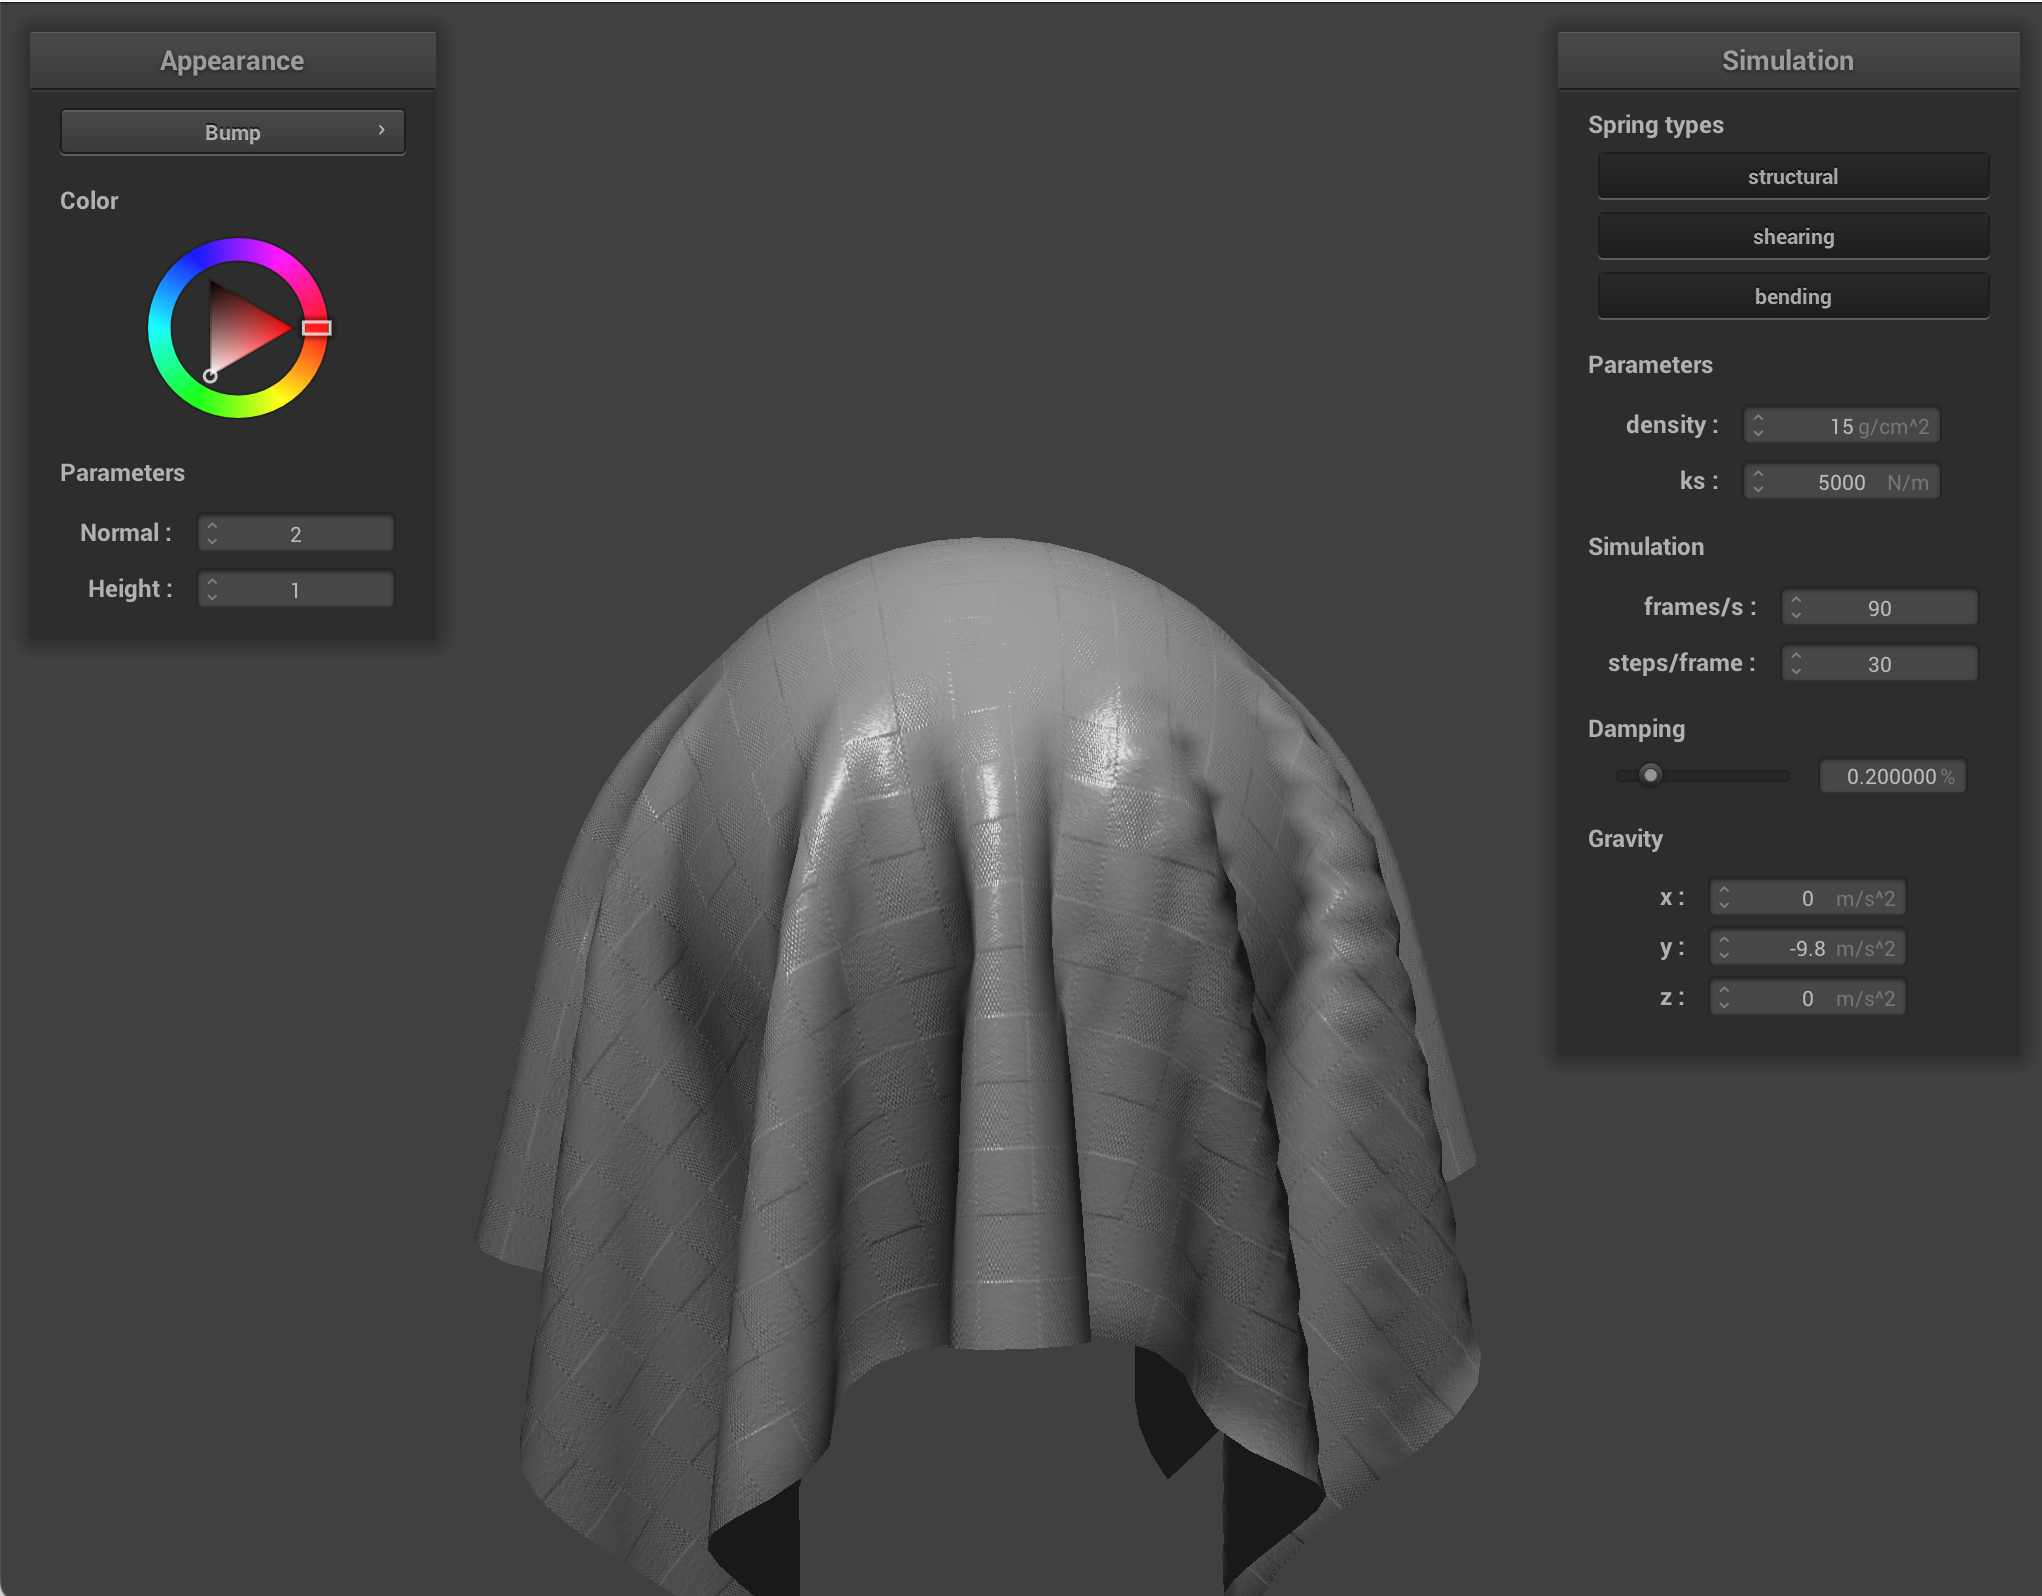 Appearance
Bump
Color
Parameters
Normal : 2
Height : 1
Simulation
Spring types
structural
shearing
bending
Parameters
density : 15 g/cm^2
ks : 5000 N/m
Simulation
frames/s : 90
steps/frame : 30
Damping
0.200000 %
Gravity
x : 0 m/s^2
y : -9.8 m/s^2
z : 0 m/s^2